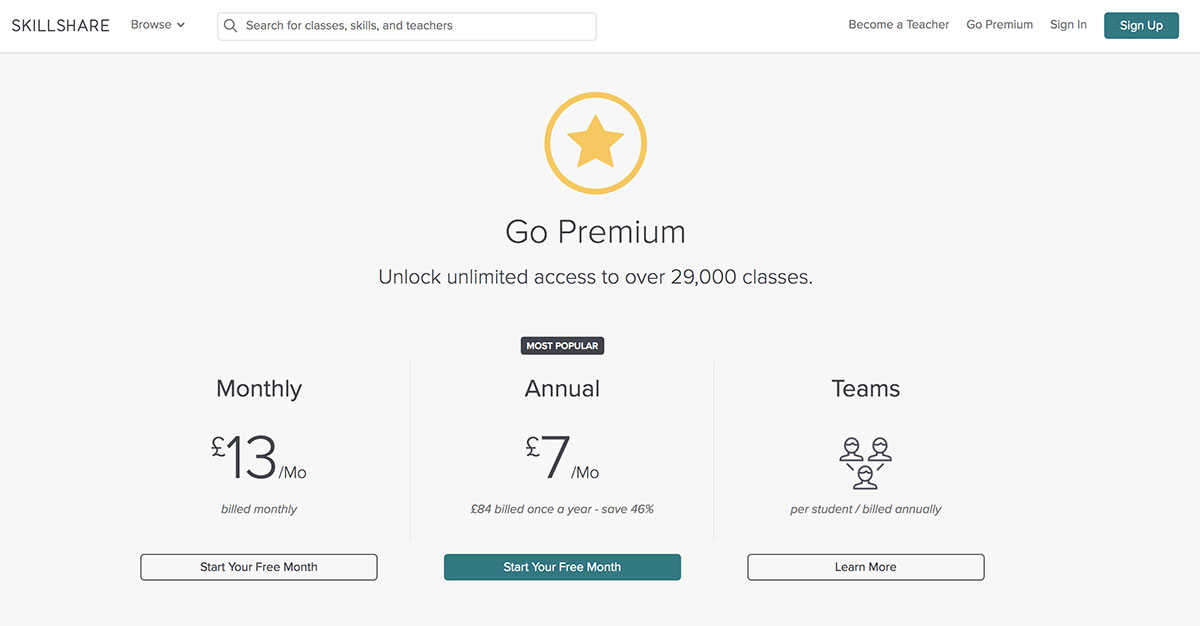 SKILLSHARE
Browse
Search for classes, skills, and teachers
Become a Teacher
Go Premium
Sign In
Sign Up
Go Premium
Unlock unlimited access to over 29,000 classes.
Monthly
£13/Mo
billed monthly
Start Your Free Month
MOST POPULAR
Annual
£7/Mo
£84 billed once a year - save 46%
Start Your Free Month
Teams
per student / billed annually
Learn More